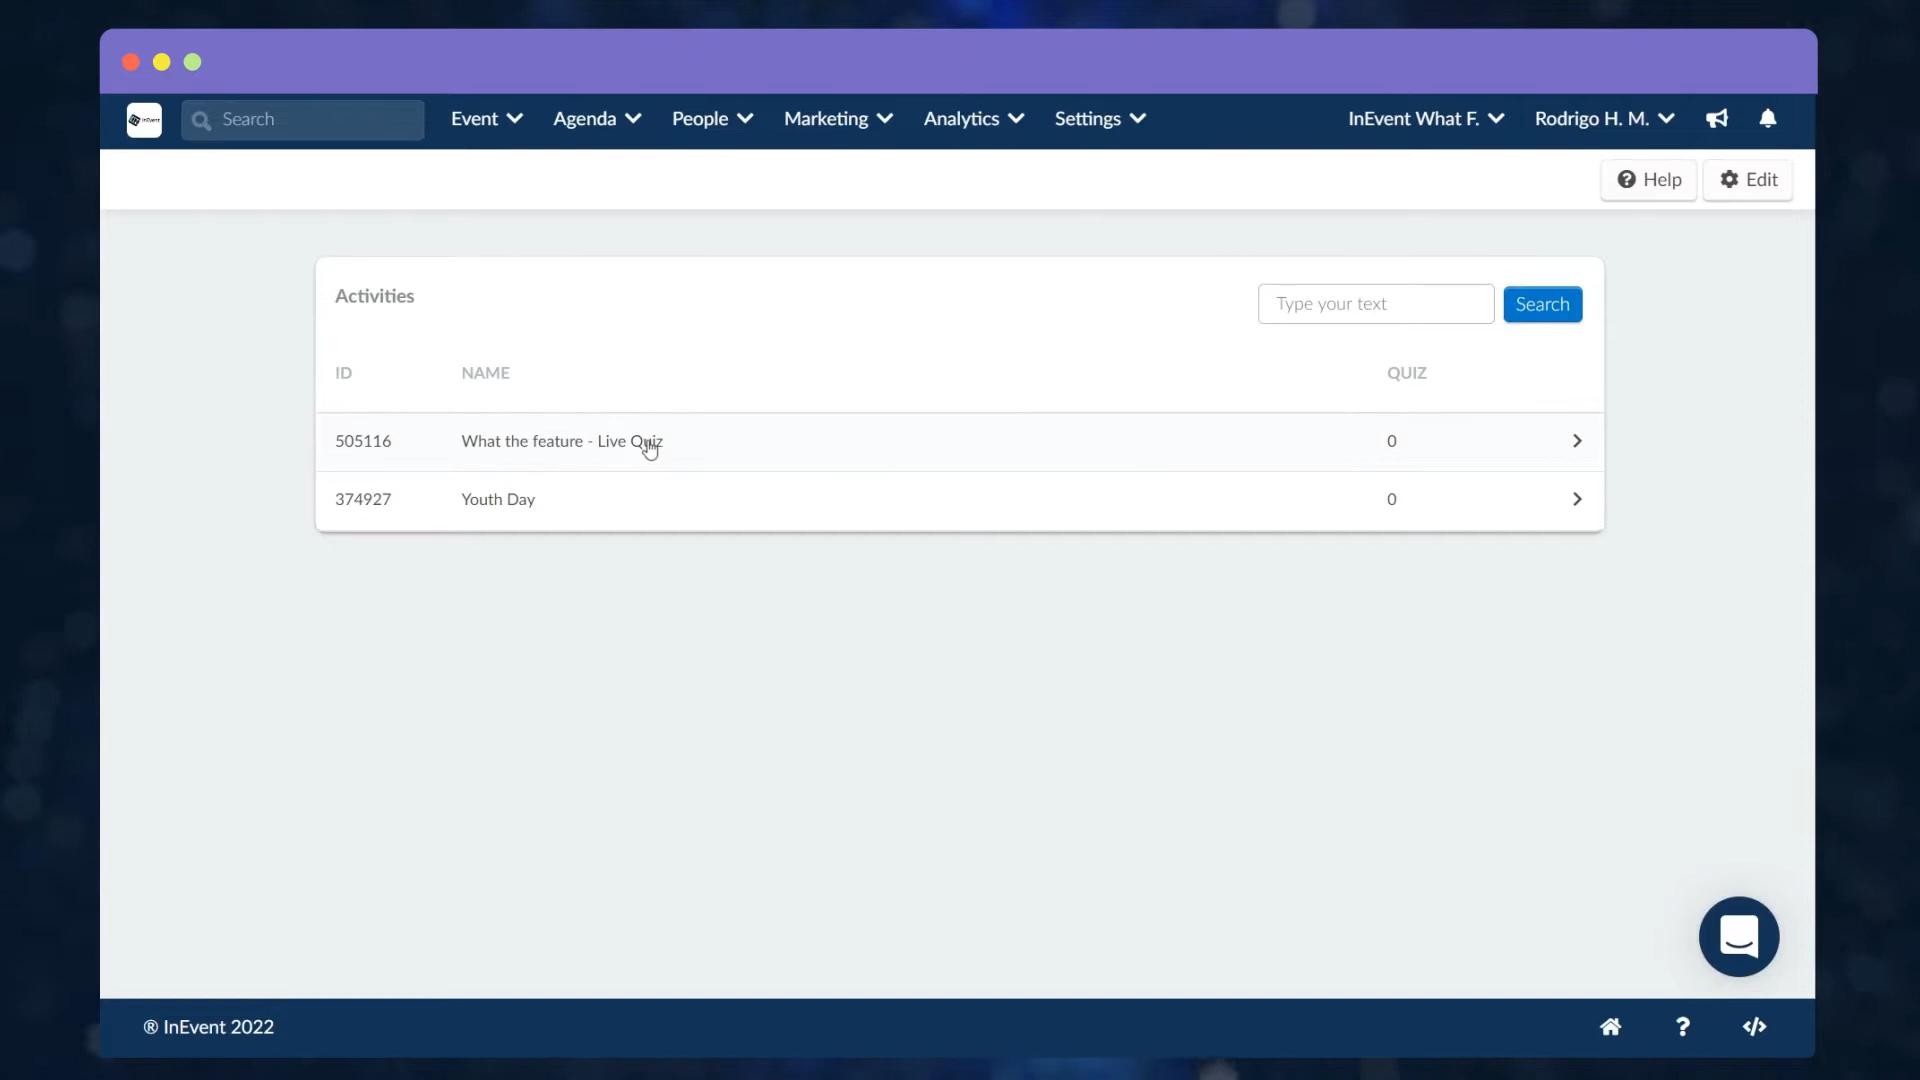 InEvent
Search Event Agenda People Marketing Analytics Settings InEvent What F. Rodrigo H. M.
Help Edit
Activities Type your text Search
ID NAME QUIZ
505116 What the feature - Live Quiz 0
374927 Youth Day 0
® InEvent 2022